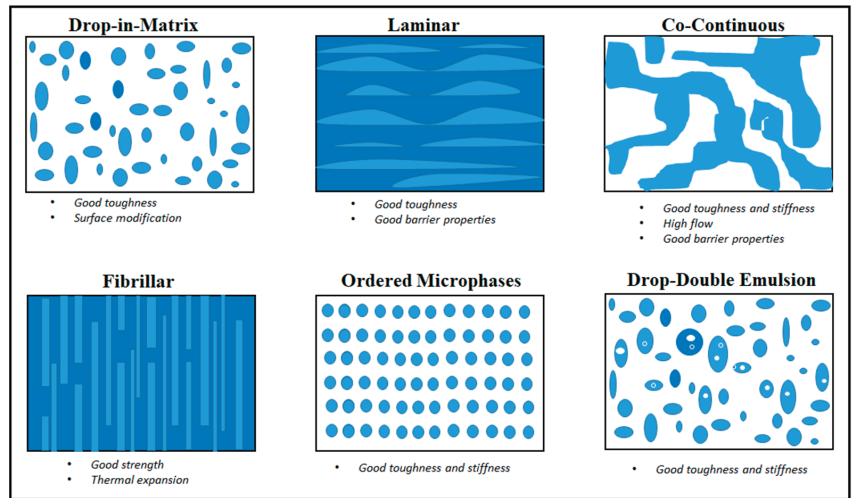 Drop-in-Matrix
Laminar
Co-Continuous
• Good toughness
• Surface modification
• Good toughness
• Good barrier properties
• Good toughness and stiffness
• High flow
• Good barrier properties
Fibrillar
Ordered Microphases
Drop-Double Emulsion
• Good strength
• Thermal expansion
• Good toughness and stiffness
• Good toughness and stiffness